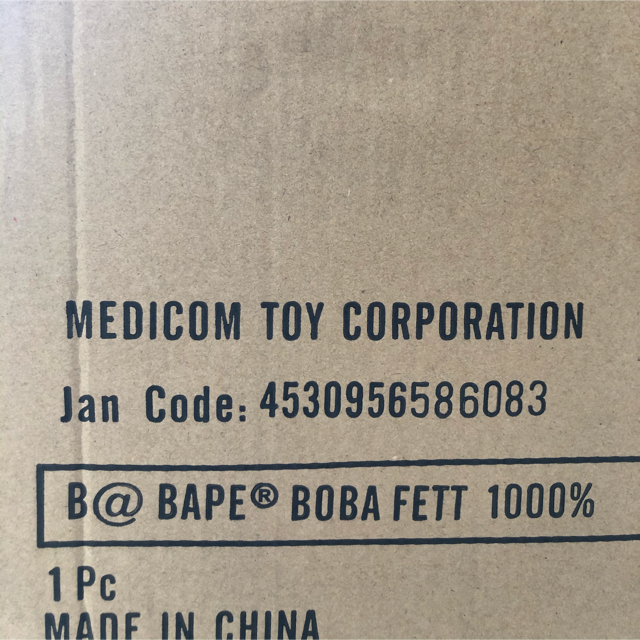 MEDICOM TOY CORPORATION
Jan Code: 4530956586083
B@ BAPE® BOBA FETT 1000%
1 Pc
MADE IN CHINA